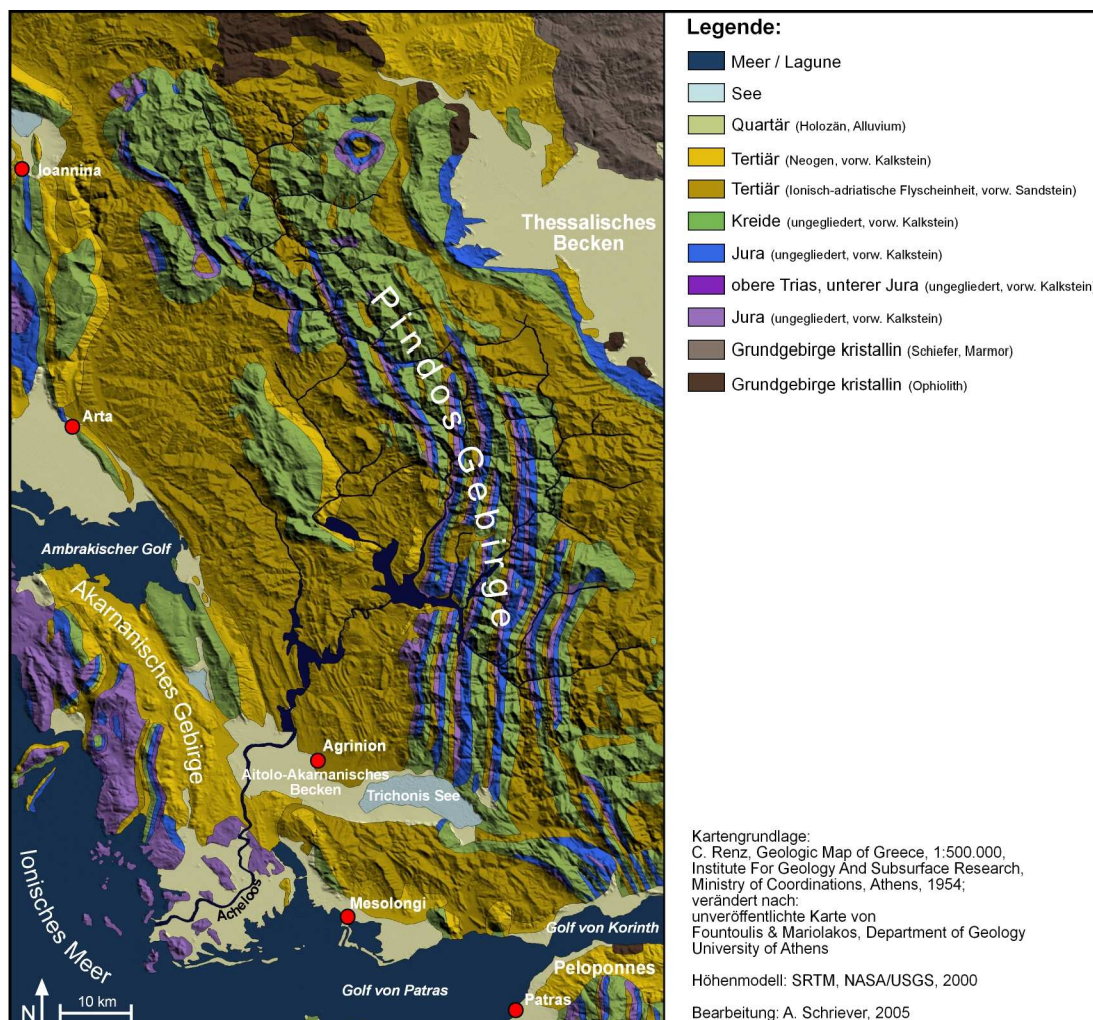 Joannina
Thessalisches
Becken
Pindos Gebirge
Arta
Ambrakischer Golf
Akarnanisches Gebirge
Agrinion
Aitolo-Akarnanisches
Becken
Trichonis See
Ionisches Meer
Acheloos
Mesolongi
Golf von Korinth
Peloponnes
Golf von Patras
Patras
N
10 km
Legende:
Meer / Lagune
See
Quartär (Holozän, Alluvium)
Tertiär (Neogen, vorw. Kalkstein)
Tertiär (Ionisch-adriatische Flyscheinheit, vorw. Sandstein)
Kreide (ungegliedert, vorw. Kalkstein)
Jura (ungegliedert, vorw. Kalkstein)
obere Trias, unterer Jura (ungegliedert, vorw. Kalkstein)
Jura (ungegliedert, vorw. Kalkstein)
Grundgebirge kristallin (Schiefer, Marmor)
Grundgebirge kristallin (Ophiolith)
Kartengrundlage:
C. Renz, Geologic Map of Greece, 1:500.000,
Institute For Geology And Subsurface Research,
Ministry of Coordinations, Athens, 1954;
verändert nach:
unveröffentlichte Karte von
Fountoulis & Mariolakos, Department of Geology
University of Athens
Höhenmodell: SRTM, NASA/USGS, 2000
Bearbeitung: A. Schriever, 2005